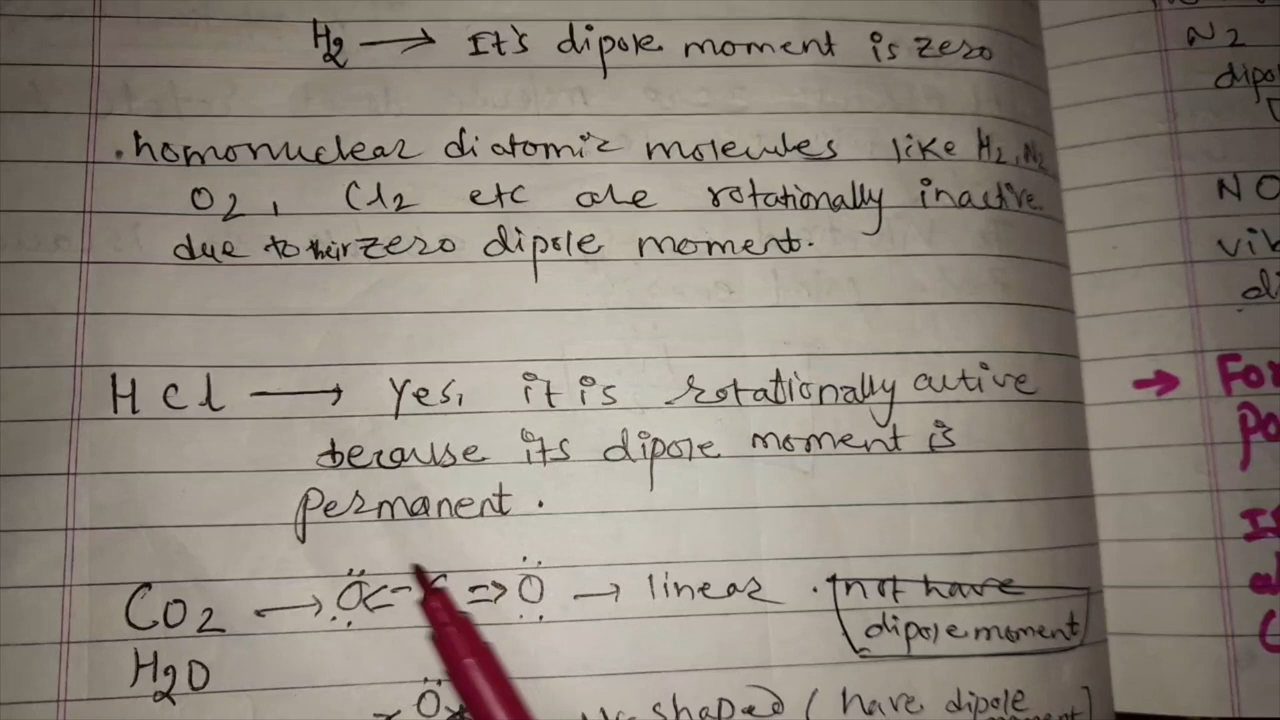 H2 → It's dipole moment is zero
.homonuclear diatomic molecules like H2, N2
O2, Cl2 etc are rotationally inactive
due to their zero dipole moment.
HCl → Yes, it is rotationally active
because its dipole moment is
permanent.
CO2 → Ö<= =>Ö → linear . not have
dipole moment
H2O
Ö shaped ( have dipole
moment]
N2
NO
→ For